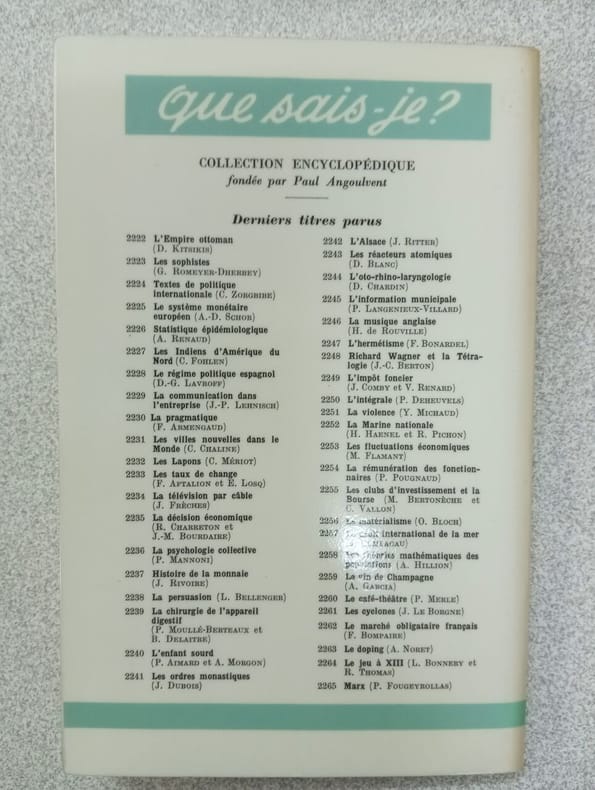 que sais-je?
COLLECTION ENCYCLOPÉDIQUE
fondée par Paul Angoulvent
Derniers titres parus
2222 L'Empire ottoman
(D. KITSIKIS)
2223 Les sophistes
(G. ROMEYER-DHERBEY)
2224 Textes de politique
internationale (C. ZORGBIBE)
2225 Le système monétaire
européen (A.-D. SCHOR)
2226 Statistique épidémiologique
(A. RENAUD)
2227 Les Indiens d'Amérique du
Nord (C. FOHLEN)
2228 Le régime politique espagnol
(D.-G. LAVROFF)
2229 La communication dans
l'entreprise (J.-P. LEHNISCH)
2230 La pragmatique
(F. ARMENGAUD)
2231 Les villes nouvelles dans le
Monde (C. CHALINE)
2232 Les Lapons (C. MÉRIOT)
2233 Les taux de change
(F. AFTALION et E. LOSQ)
2234 La télévision par câble
(J. FRÊCHES)
2235 La décision économique
(R. CHARRETON et
J.-M. BOURDAIRE)
2236 La psychologie collective
(P. MANNONI)
2237 Histoire de la monnaie
(J. RIVOIRE)
2238 La persuasion (L. BELLENGER)
2239 La chirurgie de l'appareil
digestif
(P. MOULLÉ-BERTEAUX et
B. DELAITRE)
2240 L'enfant sourd
(P. AIMARD et A. MORGON)
2241 Les ordres monastiques
(J. DUBOIS)
2242 L'Alsace (J. RITTER)
2243 Les réacteurs atomiques
(D. BLANC)
2244 L'oto-rhino-laryngologie
(D. CHARDIN)
2245 L'information municipale
(P. LANGENIEUX-VILLARD)
2246 La musique anglaise
(H. DE ROUVILLE)
2247 L'hermétisme (F. BONARDEL)
2248 Richard Wagner et la Tétra-
logie (J.-C. BERTON)
2249 L'impôt foncier
(J. COMBY et V. RENARD)
2250 L'intégrale (P. DEHEUVELS)
2251 La violence (Y. MICHAUD)
2252 La Marine nationale
(H. HAENEL et R. PICHON)
2253 Les fluctuations économiques
(M. FLAMANT)
2254 La rémunération des fonction-
naires (P. POUGNAUD)
2255 Les clubs d'investissement et la
Bourse (M. BERTONÈCHE et
C. VALLON)
2256 Le matérialisme (O. BLOCH)
2257 international de la mer
2258 Les théories mathématiques des
populations (A. HILLION)
2259 Le vin de Champagne
(A. GARCIA)
2260 Le café-théâtre (P. MERLE)
2261 Les cyclones (J. LE BORGNE)
2262 Le marché obligataire français
(F. BOMPAIRE)
2263 Le doping (A. NORET)
2264 Le jeu à XIII (L. BONNERY et
R. THOMAS)
2265 Marx (P. FOUGEYROLLAS)